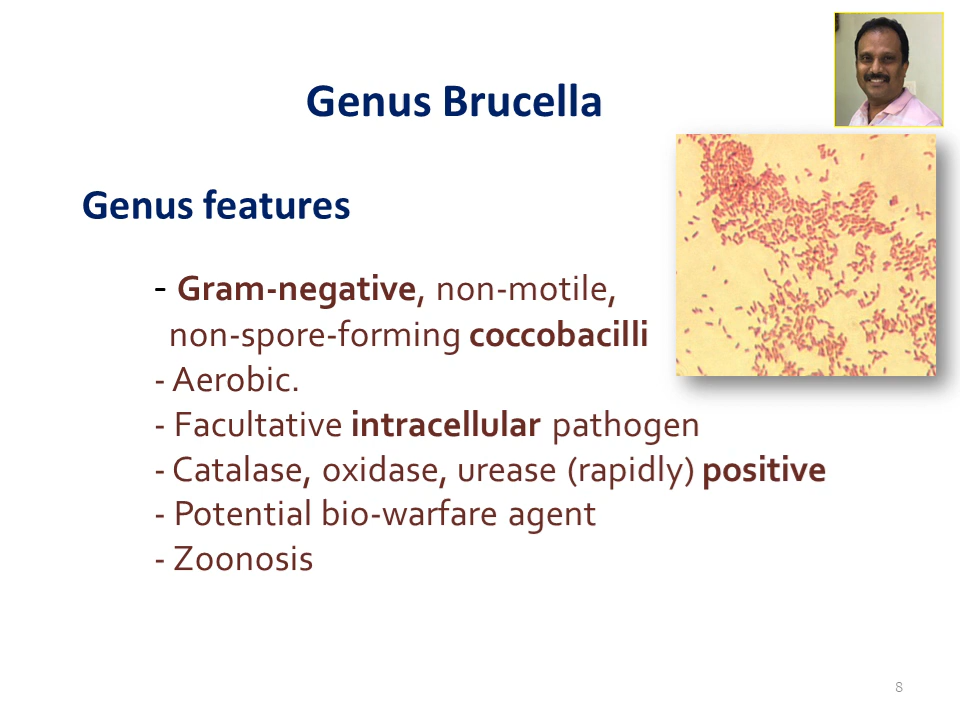 Genus Brucella
Genus features
- Gram-negative, non-motile,
non-spore-forming coccobacilli
- Aerobic.
- Facultative intracellular pathogen
- Catalase, oxidase, urease (rapidly) positive
- Potential bio-warfare agent
- Zoonosis
8